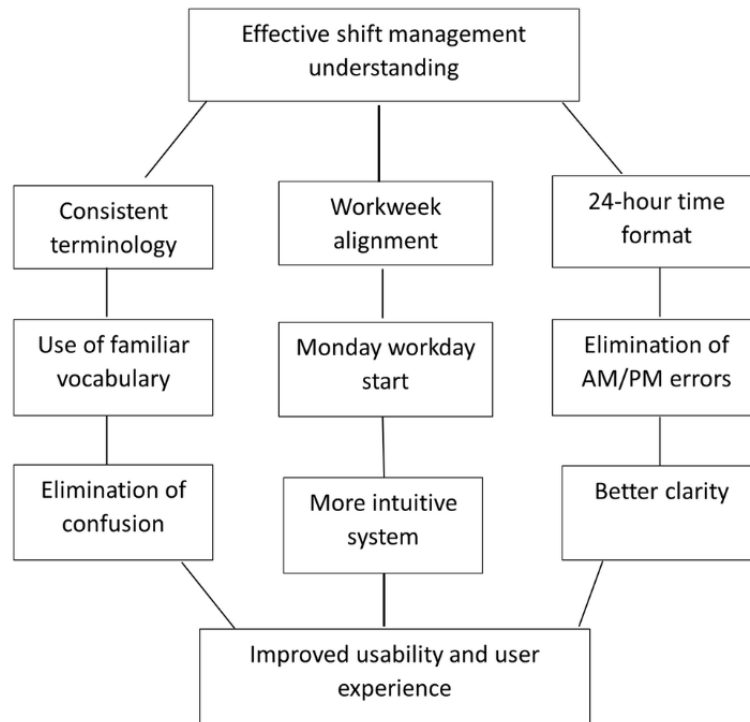 Effective shift management
understanding
Consistent
terminology
Workweek
alignment
24-hour time
format
Use of familiar
vocabulary
Monday workday
start
Elimination of
AM/PM errors
Elimination of
confusion
More intuitive
system
Better clarity
Improved usability and user
experience